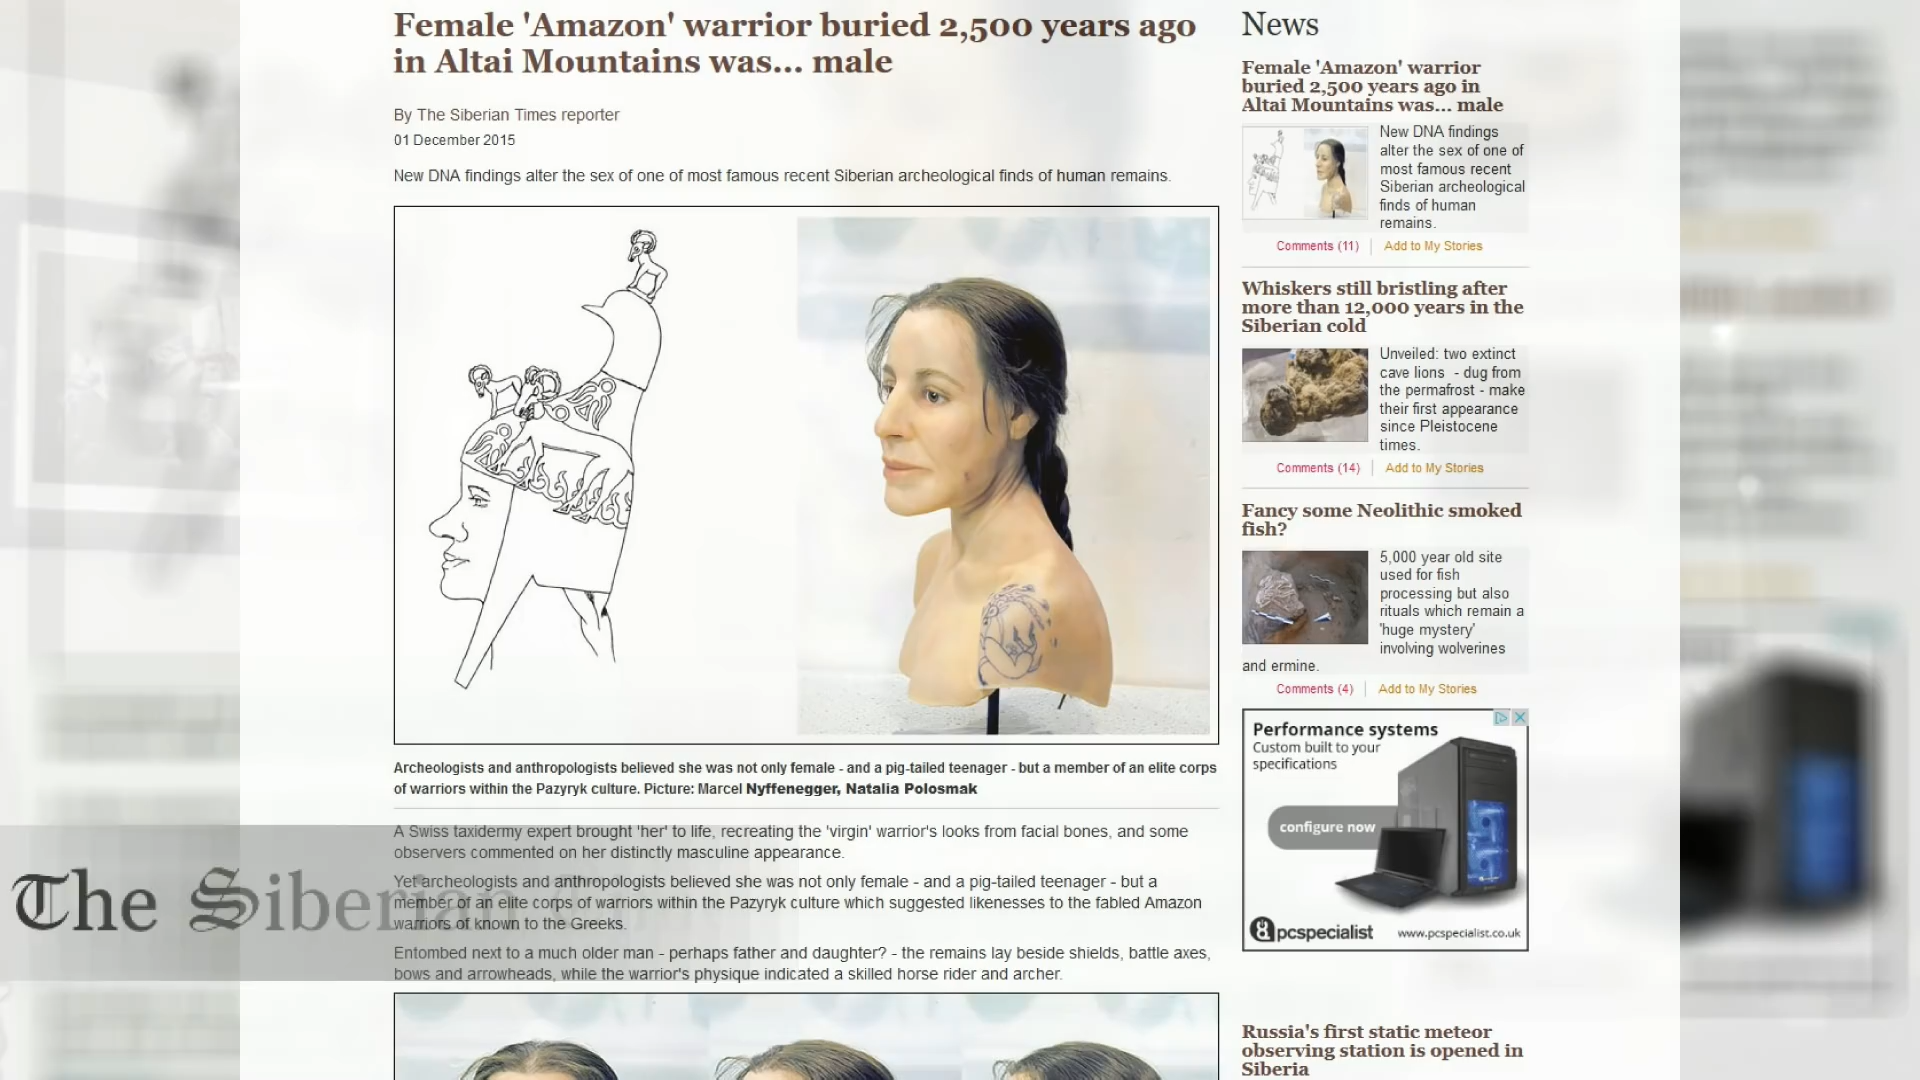 Female 'Amazon' warrior buried 2,500 years ago
in Altai Mountains was... male
By The Siberian Times reporter
01 December 2015
New DNA findings alter the sex of one of most famous recent Siberian archeological finds of human remains.
Archeologists and anthropologists believed she was not only female - and a pig-tailed teenager - but a member of an elite corps
of warriors within the Pazyryk culture. Picture: Marcel Nyffenegger, Natalia Polosmak
A Swiss taxidermy expert brought 'her' to life, recreating the 'virgin' warrior's looks from facial bones, and some
observers commented on her distinctly masculine appearance.
Yet archeologists and anthropologists believed she was not only female - and a pig-tailed teenager - but a
member of an elite corps of warriors within the Pazyryk culture which suggested likenesses to the fabled Amazon
warriors of known to the Greeks.
Entombed next to a much older man - perhaps father and daughter? - the remains lay beside shields, battle axes,
bows and arrowheads, while the warrior's physique indicated a skilled horse rider and archer.
The Siberian
News
Female 'Amazon' warrior
buried 2,500 years ago in
Altai Mountains was... male
New DNA findings
alter the sex of one of
most famous recent
Siberian archeological
finds of human
remains.
Comments (11)
Add to My Stories
Whiskers still bristling after
more than 12,000 years in the
Siberian cold
Unveiled: two extinct
cave lions - dug from
the permafrost - make
their first appearance
since Pleistocene
times.
Comments (14)
Add to My Stories
Fancy some Neolithic smoked
fish?
5,000 year old site
used for fish
processing but also
rituals which remain a
'huge mystery'
involving wolverines
and ermine.
Comments (4)
Add to My Stories
Performance systems
Custom built to your
specifications
configure now
pcspecialist
www.pcspecialist.co.uk
Russia's first static meteor
observing station is opened in
Siberia